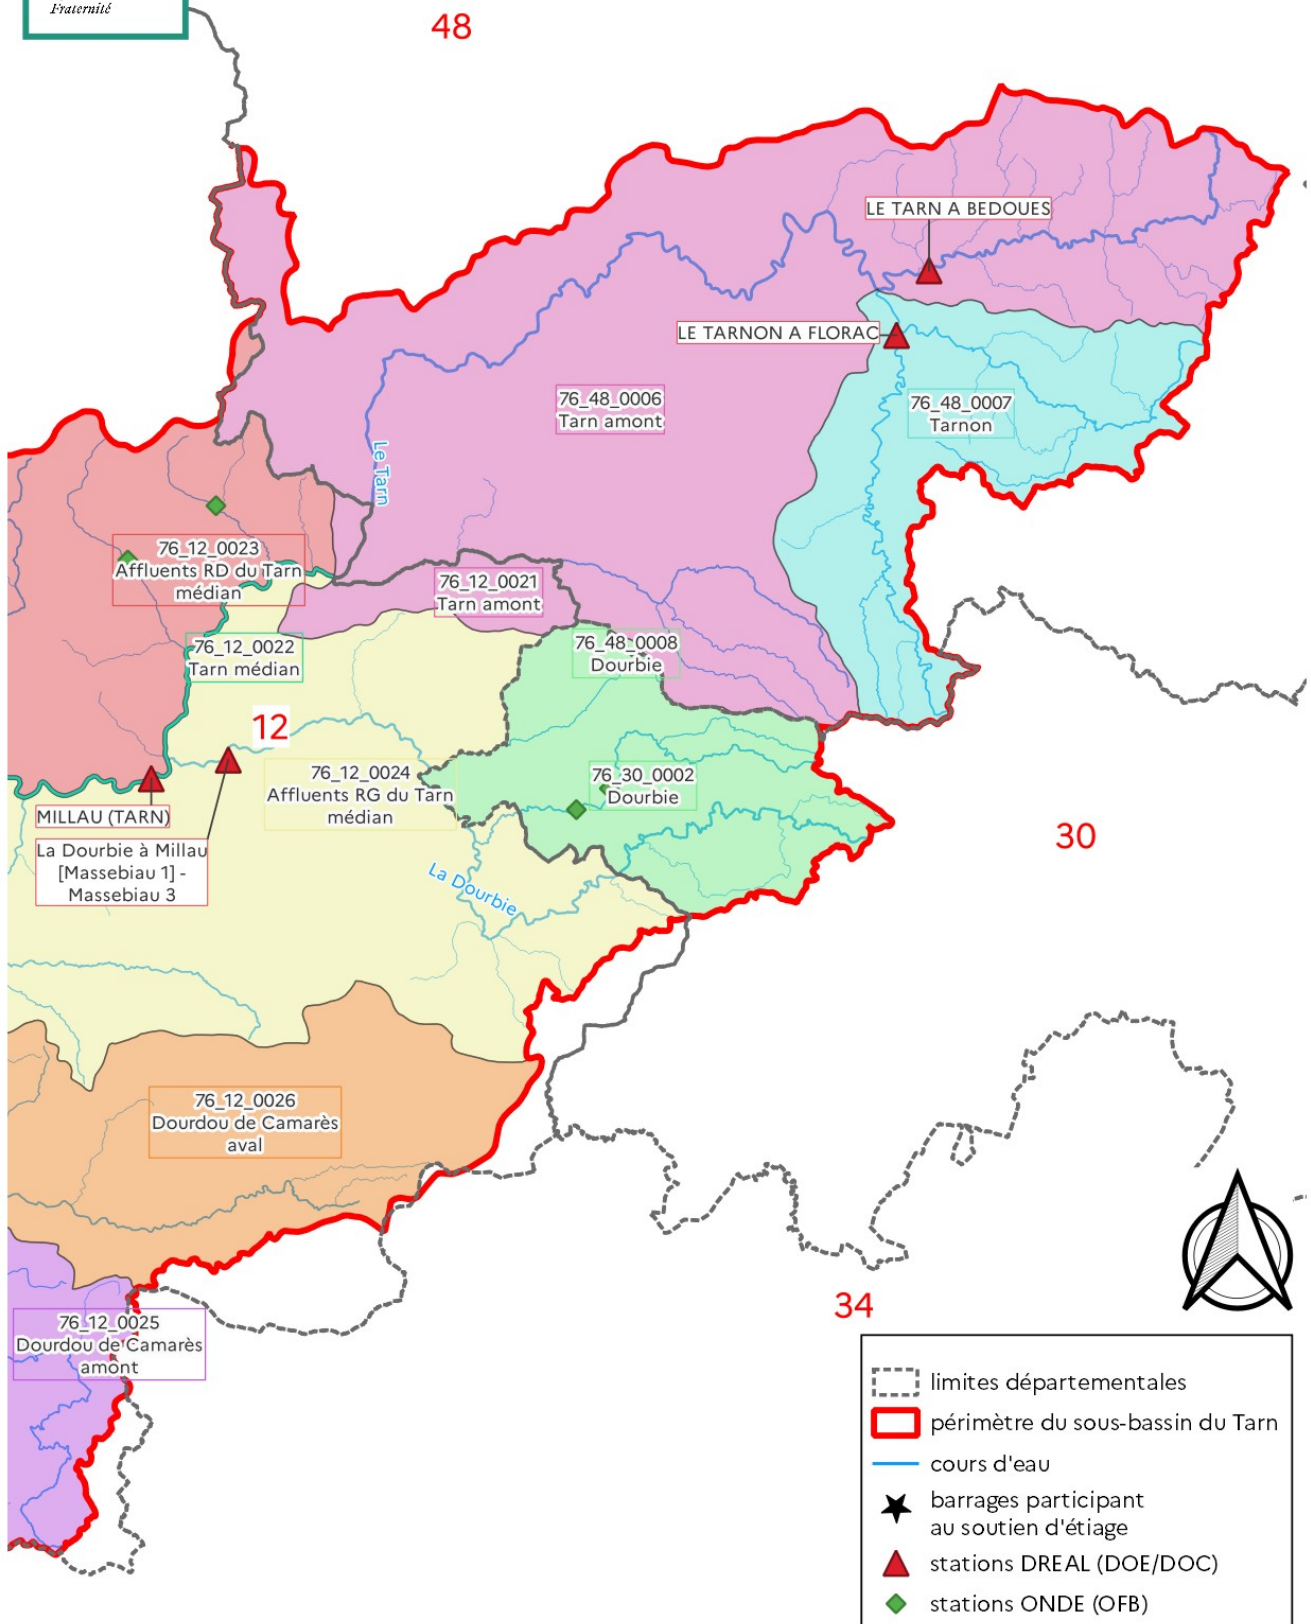 Fraternité
48
LE TARN A BEDOUES
LE TARNON A FLORAC
76_48_0006
Tarn amont
76_48_0007
Tarnon
Le Tarn
76_12_0023
Affluents RD du Tarn
médian
76_12_0021
Tarn amont
76_12_0022
Tarn médian
76_48_0008
Dourbie
12
76_12_0024
Affluents RG du Tarn
médian
76_30_0002
Dourbie
MILLAU (TARN)
La Dourbie à Millau
[Massebiau 1] -
Massebiau 3
30
La Dourbie
76_12_0026
Dourdou de Camarès
aval
34
76_12_0025
Dourdou de Camarès
amont
limites départementales
périmètre du sous-bassin du Tarn
cours d'eau
barrages participant
au soutien d'étiage
stations DREAL (DOE/DOC)
stations ONDE (OFB)